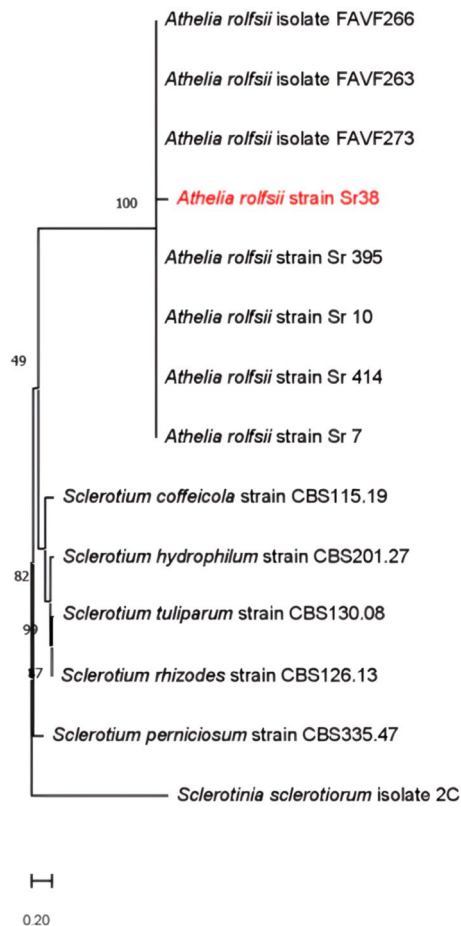 Athelia rolfsii isolate FAVF266
Athelia rolfsii isolate FAVF263
Athelia rolfsii isolate FAVF273
100
Athelia rolfsii strain Sr38
Athelia rolfsii strain Sr 395
Athelia rolfsii strain Sr 10
49
Athelia rolfsii strain Sr 414
Athelia rolfsii strain Sr 7
Sclerotium coffeicola strain CBS115.19
Sclerotium hydrophilum strain CBS201.27
82
Sclerotium tuliparum strain CBS130.08
99
Sclerotium rhizodes strain CBS126.13
Sclerotium perniciosum strain CBS335.47
Sclerotinia sclerotiorum isolate 2C
0.20